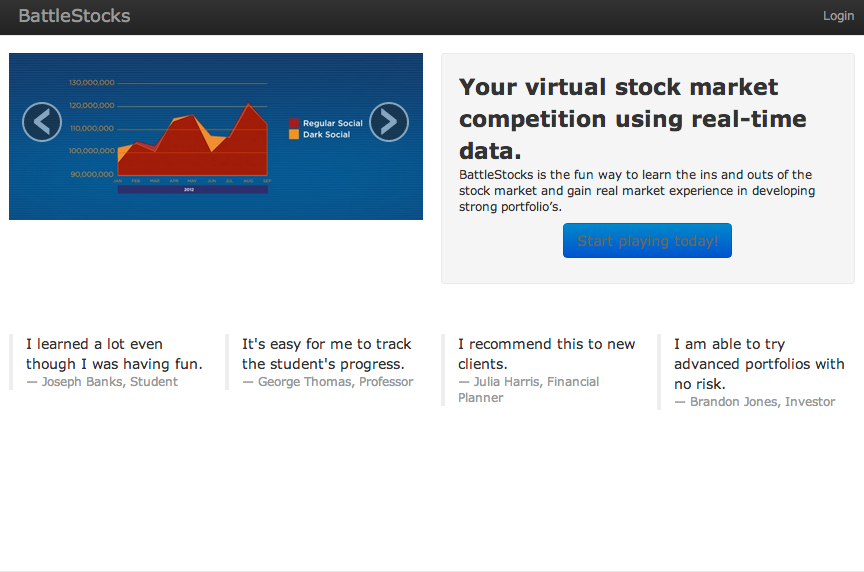 BattleStocks
Login
130,000,000
120,000,000
110,000,000
100,000,000
90,000,000
JAN FEB MAR APR MAY JUN JUL AUG SEP
2012
Regular Social
Dark Social
Your virtual stock market
competition using real-time
data.
BattleStocks is the fun way to learn the ins and outs of the
stock market and gain real market experience in developing
strong portfolio’s.
Start playing today!
I learned a lot even
though I was having fun.
— Joseph Banks, Student
It's easy for me to track
the student's progress.
— George Thomas, Professor
I recommend this to new
clients.
— Julia Harris, Financial
Planner
I am able to try
advanced portfolios with
no risk.
— Brandon Jones, Investor